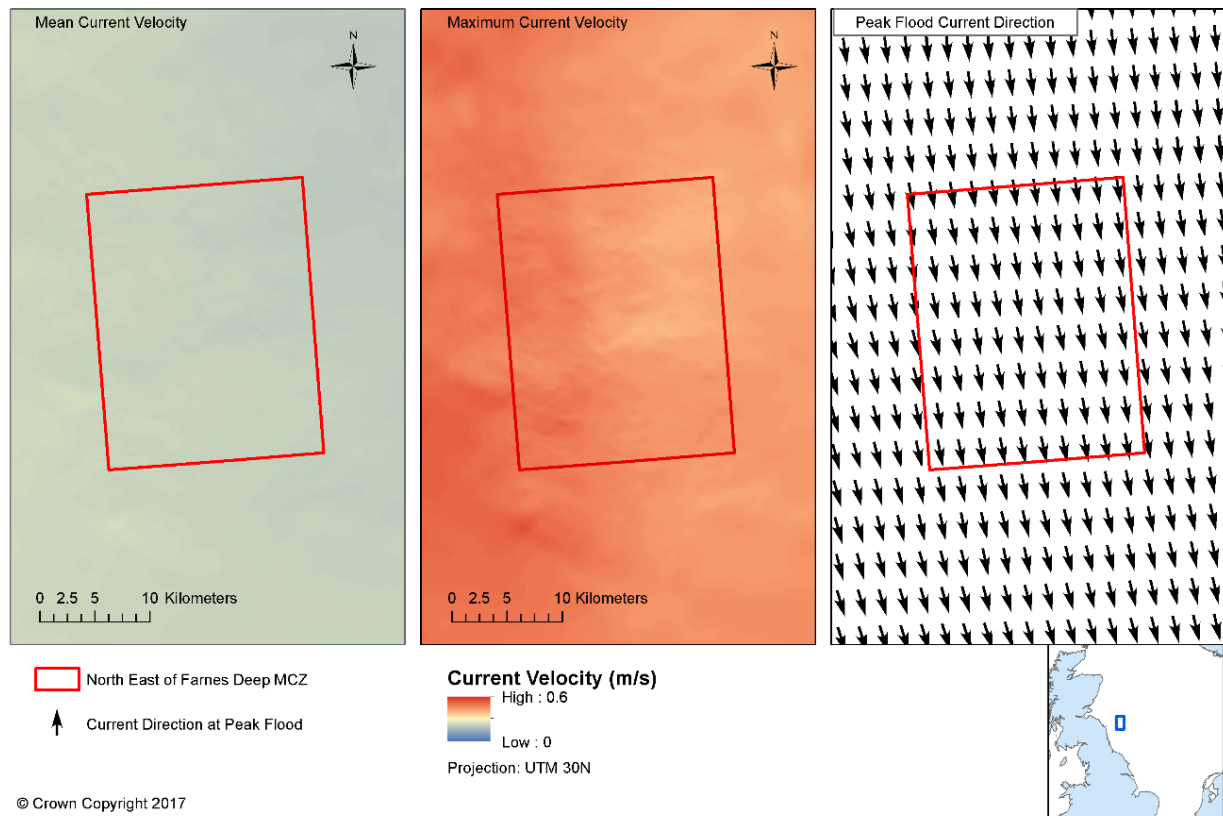 Mean Current Velocity
N
0 2.5 5 10 Kilometers
Maximum Current Velocity
N
0 2.5 5 10 Kilometers
Peak Flood Current Direction
North East of Farnes Deep MCZ
Current Direction at Peak Flood
Current Velocity (m/s)
High : 0.6
Low : 0
Projection: UTM 30N
© Crown Copyright 2017